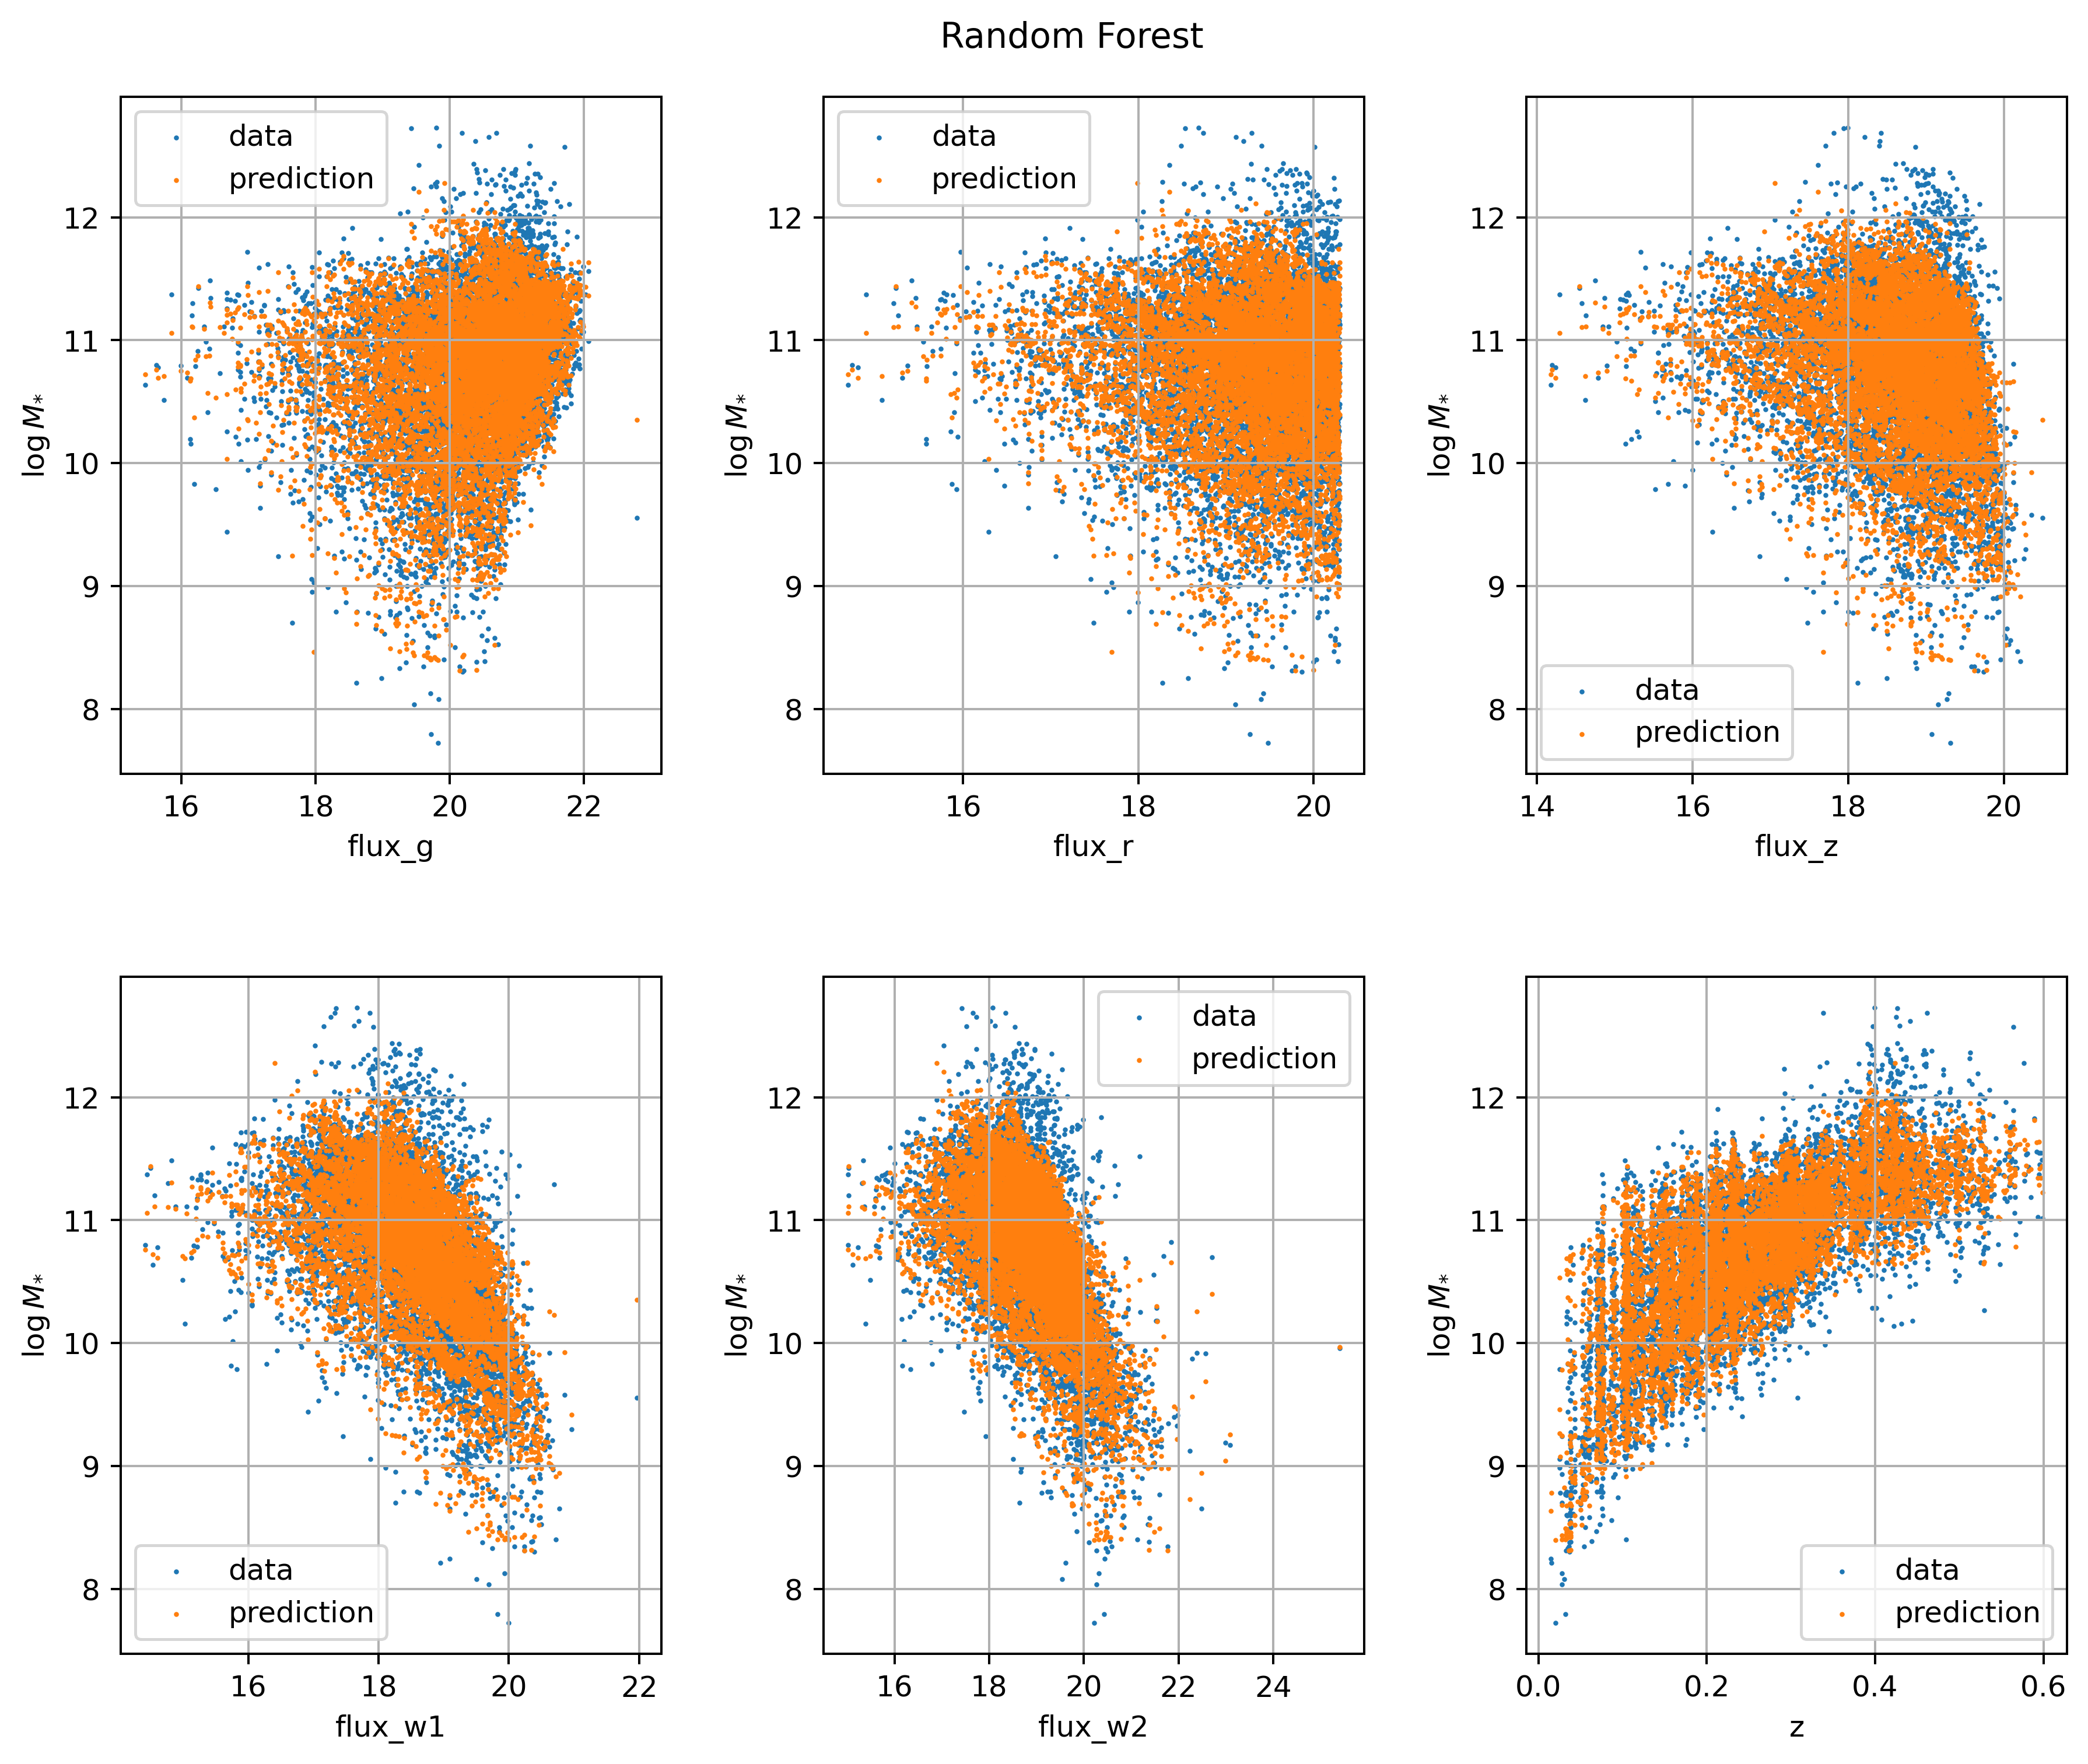 Random Forest
data
prediction
12
11
10
9
8
log M*
16 18 20 22
flux_g
data
prediction
12
11
10
9
8
log M*
16 18 20
flux_r
12
11
10
9
8
log M*
data
prediction
14 16 18 20
flux_z
12
11
10
9
8
log M*
data
prediction
16 18 20 22
flux_w1
data
prediction
12
11
10
9
8
log M*
16 18 20 22 24
flux_w2
12
11
10
9
8
log M*
data
prediction
0.0 0.2 0.4 0.6
z